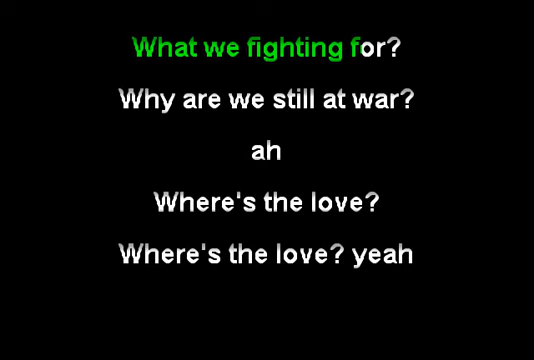 What we fighting for?
Why are we still at war?
ah
Where's the love?
Where's the love? yeah